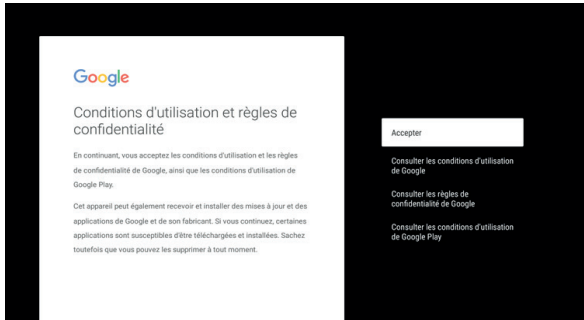 Google
Conditions d'utilisation et règles de
confidentialité
En continuant, vous acceptez les conditions d'utilisation et les règles
de confidentialité de Google, ainsi que les conditions d'utilisation de
Google Play.
Cet appareil peut également recevoir et installer des mises à jour et des
applications de Google et de son fabricant. Si vous continuez, certaines
applications sont susceptibles d'être téléchargées et installées. Sachez
toutefois que vous pouvez les supprimer à tout moment.
Accepter
Consulter les conditions d'utilisation
de Google
Consulter les règles de
confidentialité de Google
Consulter les conditions d'utilisation
de Google Play